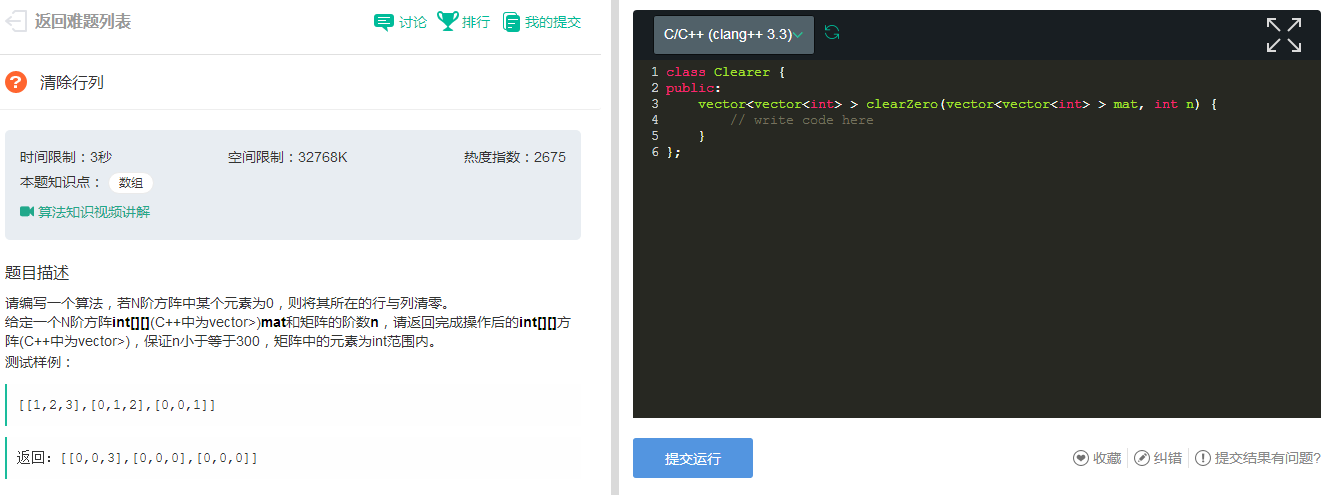 返回难题列表
讨论
排行
我的提交
? 清除行列
时间限制：3秒
空间限制：32768K
热度指数：2675
本题知识点： 数组
算法知识视频讲解
题目描述
请编写一个算法，若N阶方阵中某个元素为0，则将其所在的行与列清零。
给定一个N阶方阵int[][](C++中为vector>)mat和矩阵的阶数n，请返回完成操作后的int[][]方
阵(C++中为vector>)，保证n小于等于300，矩阵中的元素为int范围内。
测试样例：
[[1,2,3],[0,1,2],[0,0,1]]
返回：[[0,0,3],[0,0,0],[0,0,0]]
C/C++ (clang++ 3.3)
1 class Clearer {
2 public:
3     vector<vector<int> > clearZero(vector<vector<int> > mat, int n) {
4         // write code here
5     }
6 };
提交运行
收藏
纠错
提交结果有问题?